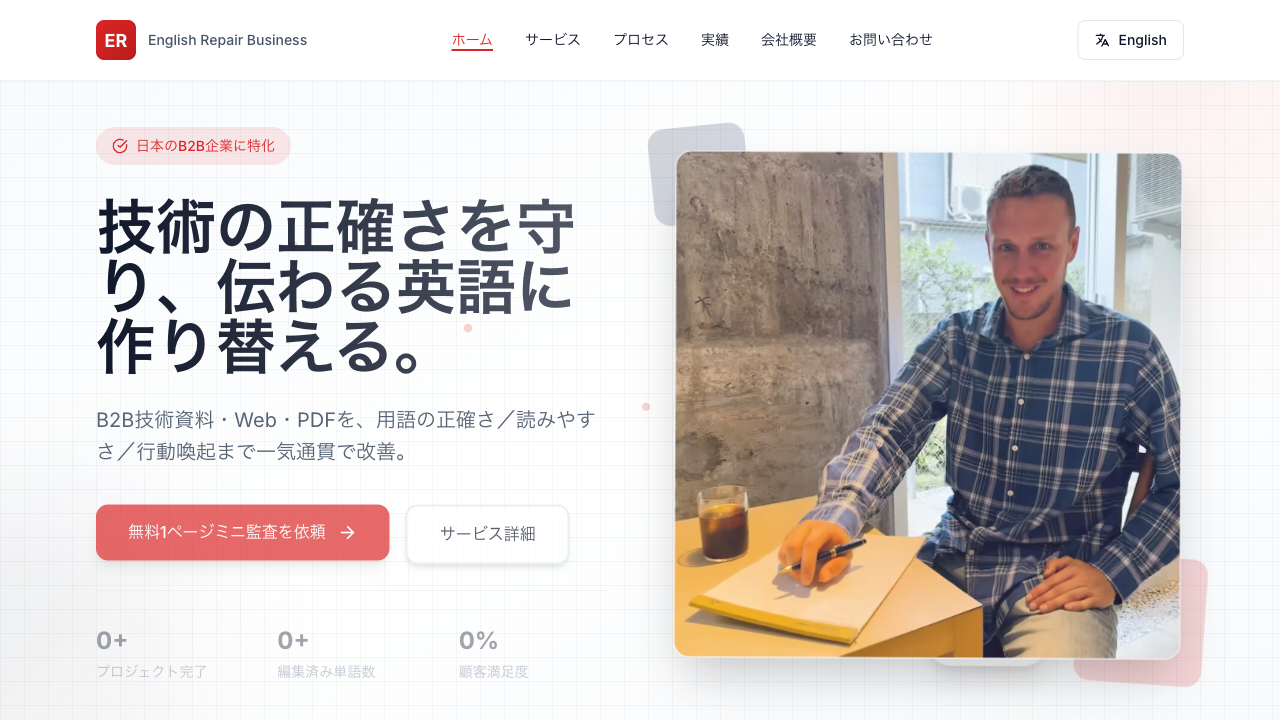 ER
English Repair Business
ホーム
サービス
プロセス
実績
会社概要
お問い合わせ
English
日本のB2B企業に特化
技術の正確さを守
り、伝わる英語に
作り替える。
B2B技術資料・Web・PDFを、用語の正確さ／読みやす
さ／行動喚起まで一気通貫で改善。
無料1ページミニ監査を依頼
サービス詳細
0+
プロジェクト完了
0+
編集済み単語数
0%
顧客満足度